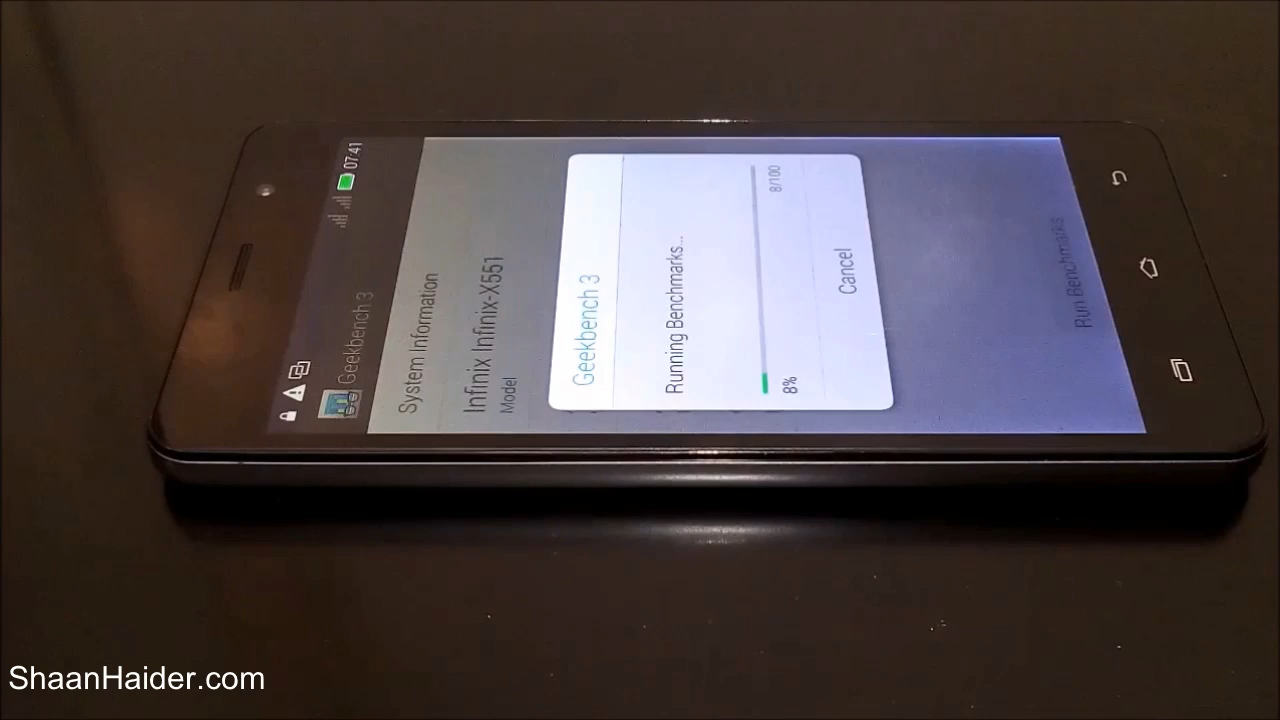 07:41
Geekbench 3
System Information
Infinix Infinix-X551
Model
Geekbench 3
Running Benchmarks...
8%
8/100
Cancel
Run Benchmarks
ShaanHaider.com